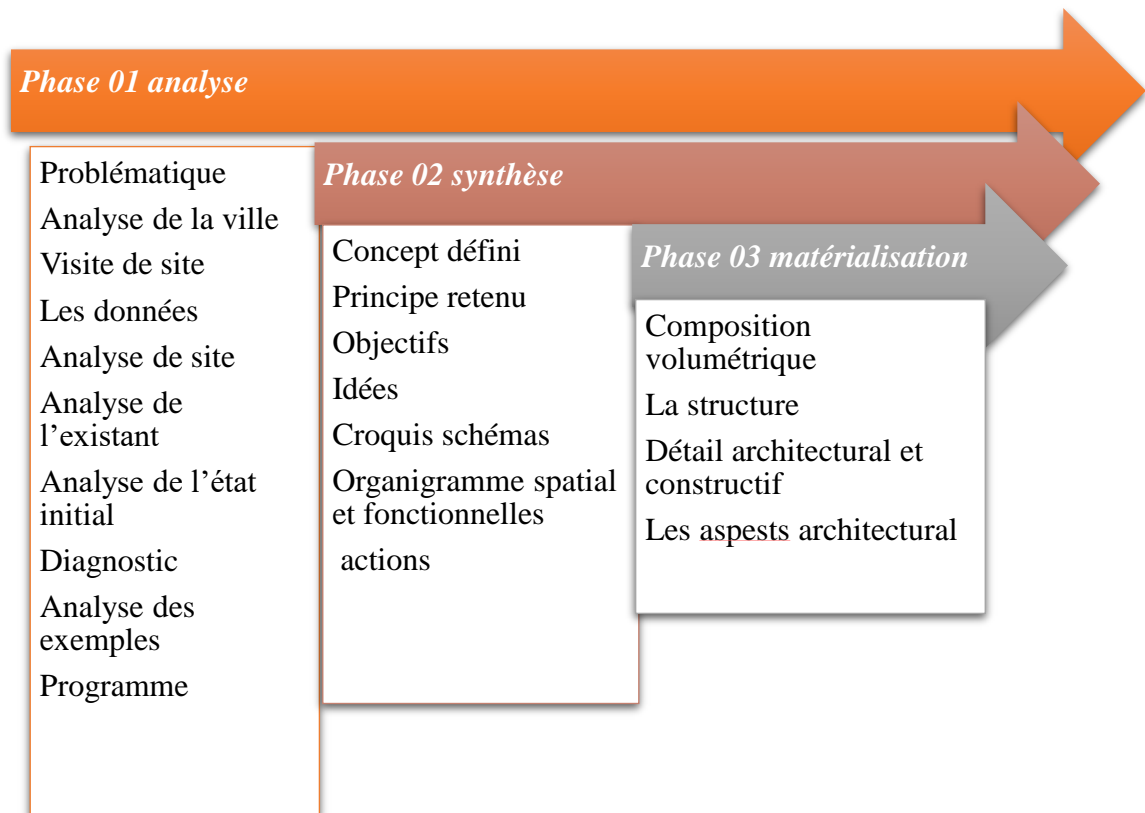 Phase 01 analyse
Problématique
Analyse de la ville
Visite de site
Les données
Analyse de site
Analyse de
l’existant
Analyse de l’état
initial
Diagnostic
Analyse des
exemples
Programme
Phase 02 synthèse
Concept défini
Principe retenu
Objectifs
Idées
Croquis schémas
Organigramme spatial
et fonctionnelles
actions
Phase 03 matérialisation
Composition
volumétrique
La structure
Détail architectural et
constructif
Les aspests architectural